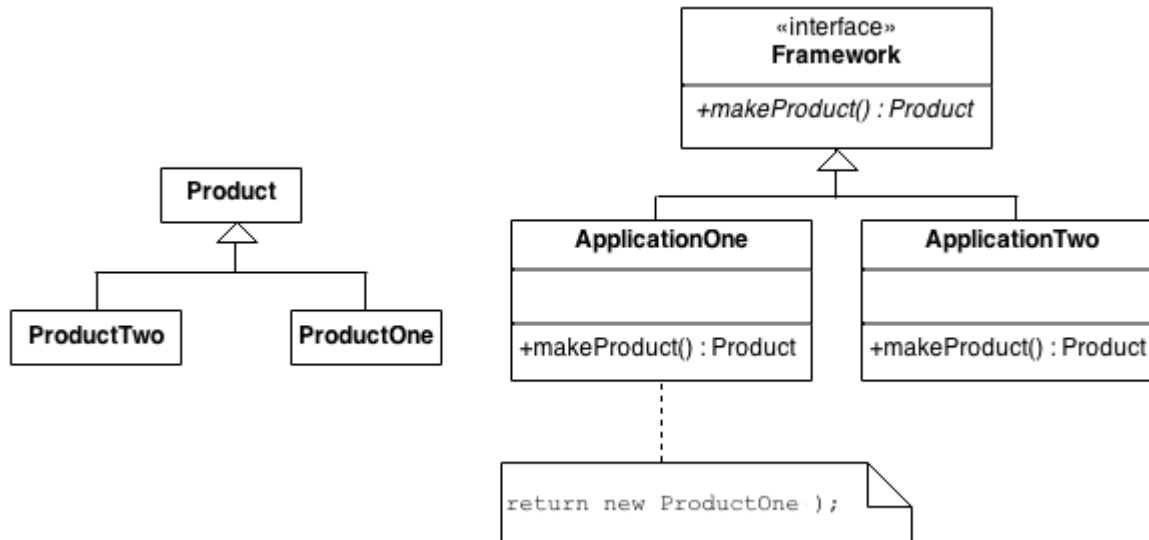 «interface»
Framework
+makeProduct() : Product
Product
ApplicationOne
ApplicationTwo
ProductTwo
ProductOne
+makeProduct() : Product
+makeProduct() : Product
return new ProductOne );